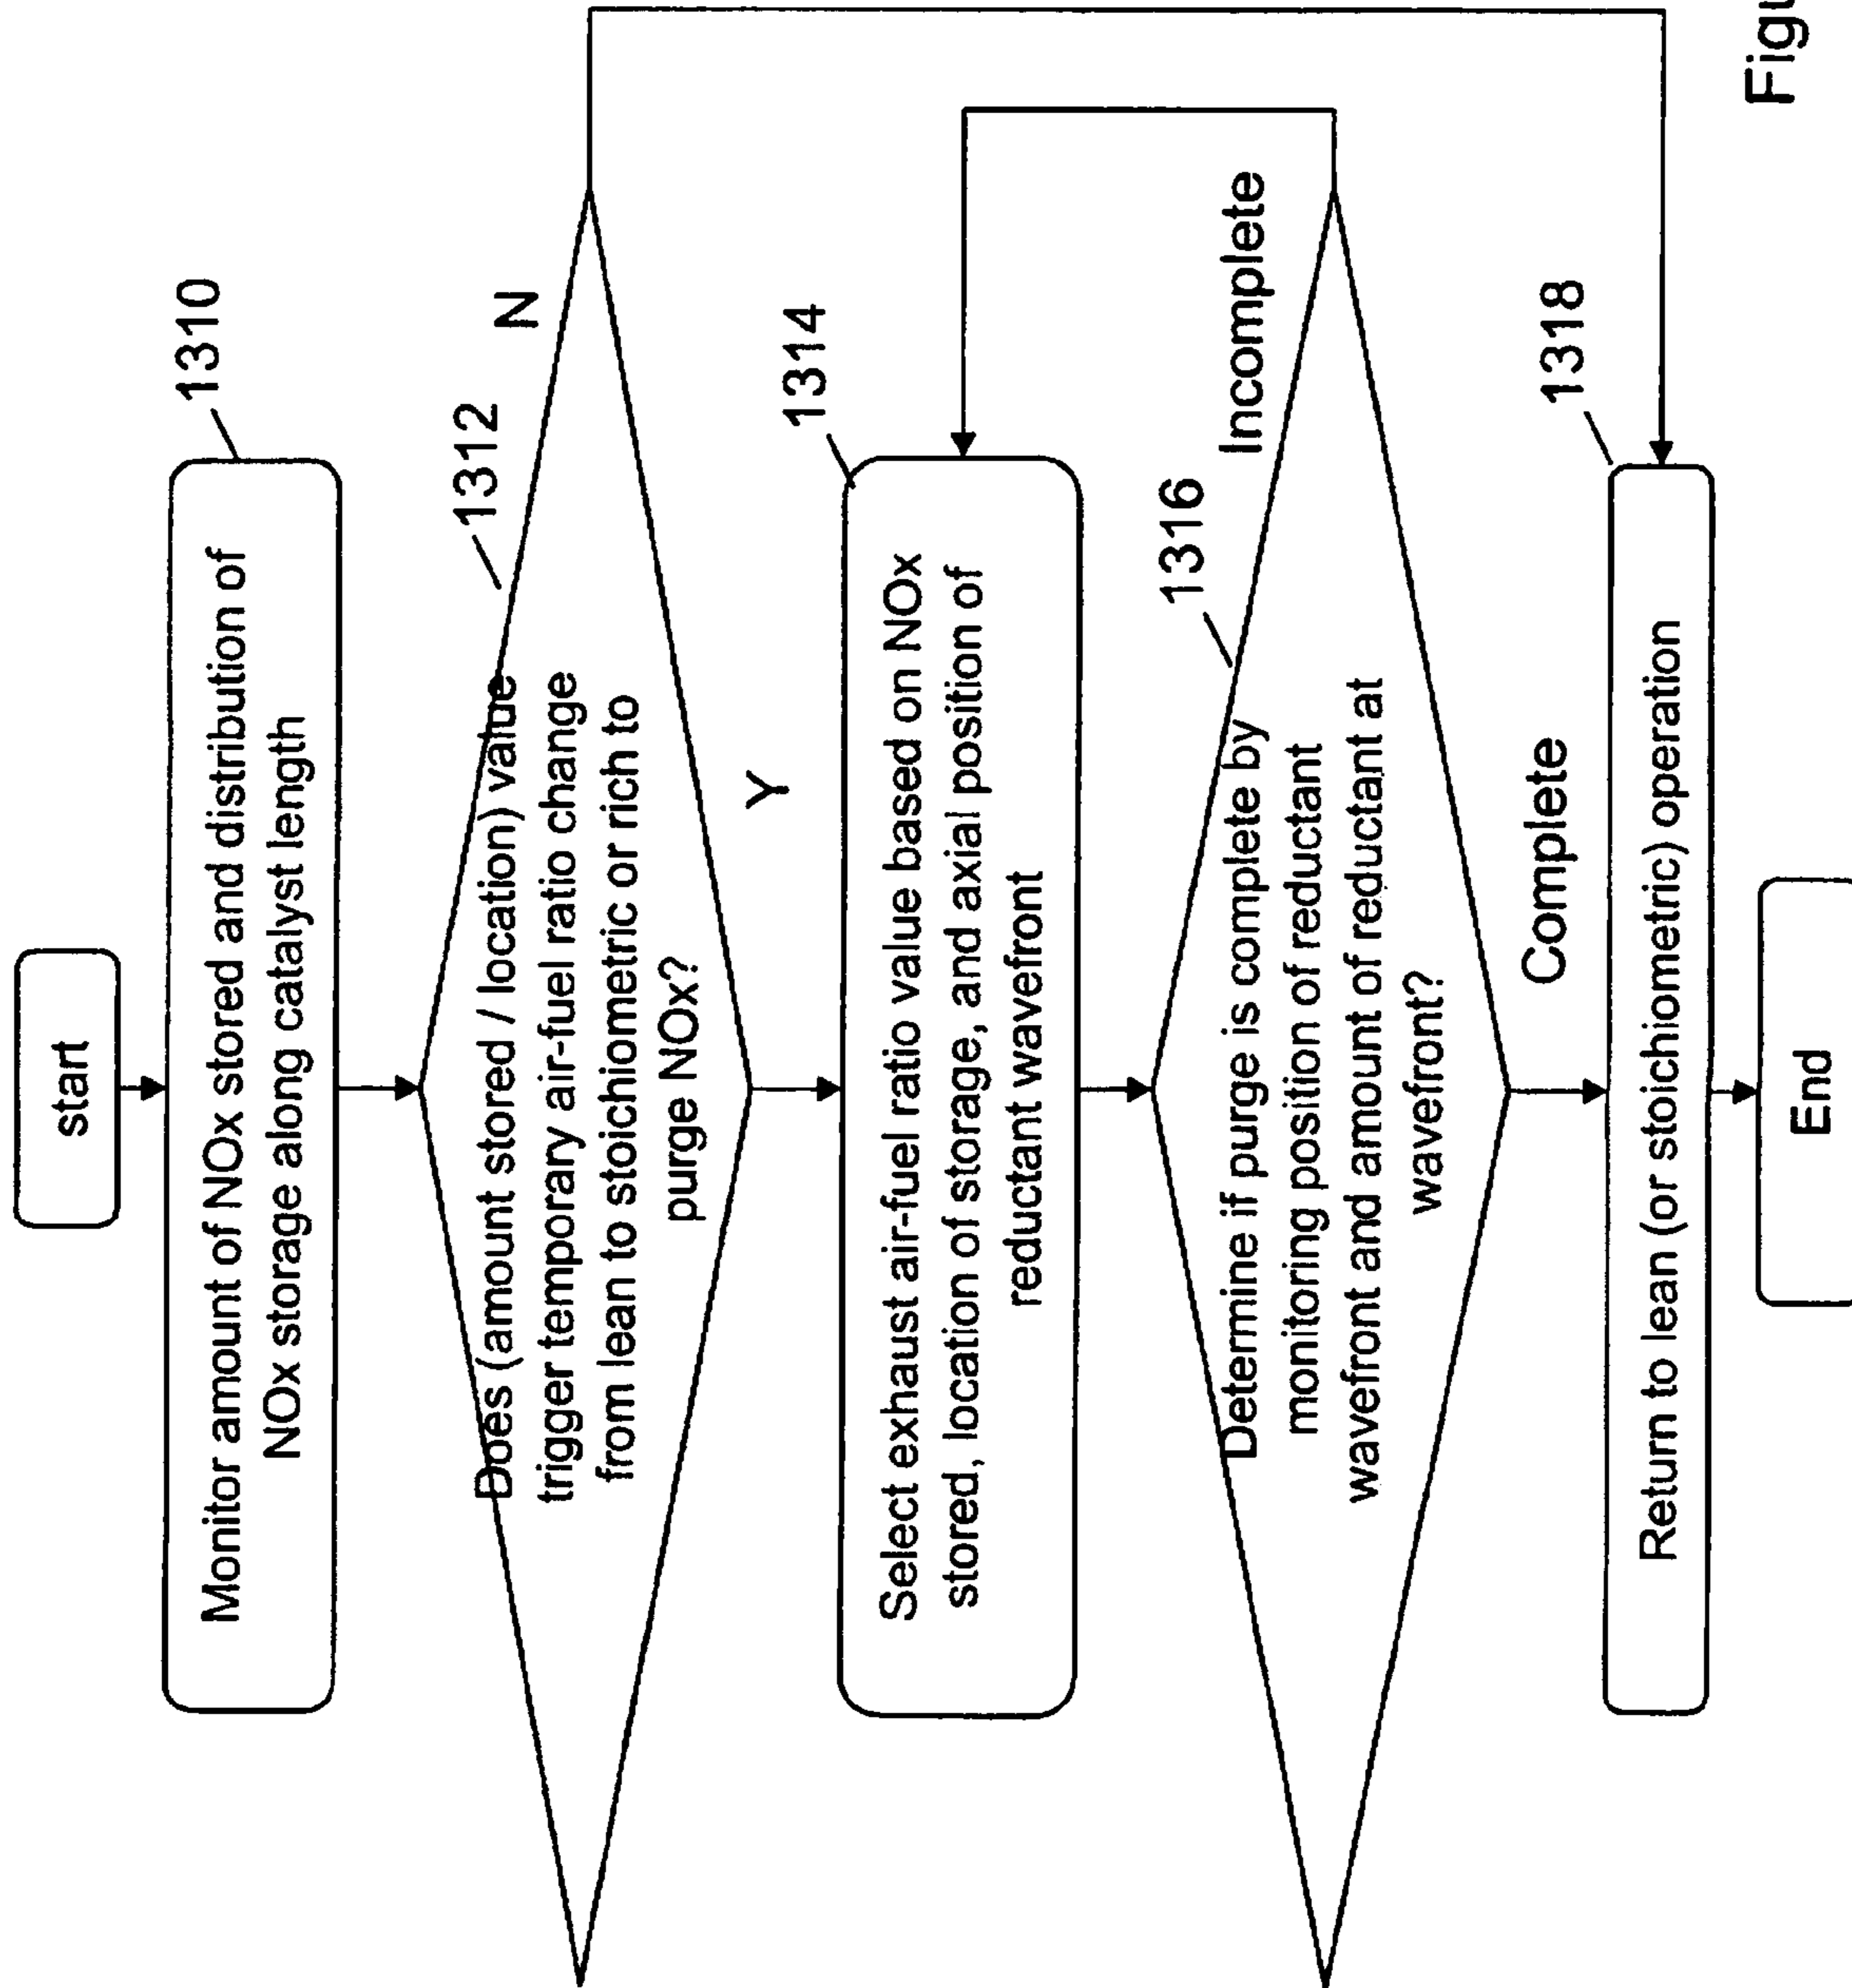 start
1310
Monitor amount of NOx stored and distribution of
NOx storage along catalyst length
1312
N
Does (amount stored / location) value
trigger temporary air-fuel ratio change
from lean to stoichiometric or rich to
purge NOx?
Y
1314
Select exhaust air-fuel ratio value based on NOx
stored, location of storage, and axial position of
reductant wavefront
1316
Incomplete
Determine if purge is complete by
monitoring position of reductant
wavefront and amount of reductant at
wavefront?
Complete
1318
Return to lean (or stoichiometric) operation
End